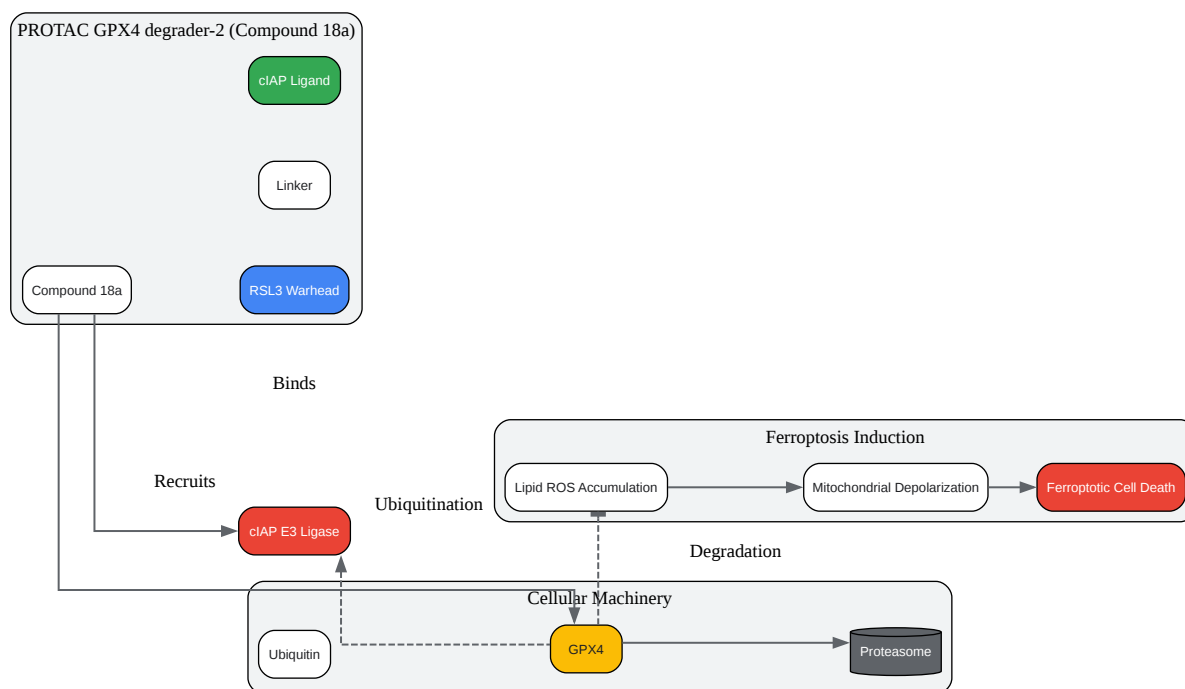 PROTAC GPX4 degrader-2 (Compound 18a)
cIAP Ligand
Linker
Compound 18a
RSL3 Warhead
Binds
Ferroptosis Induction
Recruits
Lipid ROS Accumulation
Mitochondrial Depolarization
Ferroptotic Cell Death
Ubiquitination
cIAP E3 Ligase
Degradation
Cellular Machinery
Ubiquitin
GPX4
Proteasome